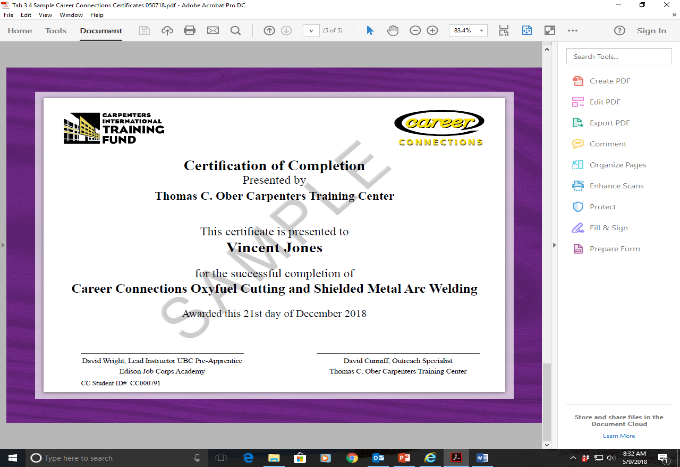 Tab 3.4 Sample Career Connections Certificates 050718.pdf - Adobe Acrobat Pro DC
File Edit View Window Help
Home Tools Document (5 of 5) 83.4% Sign In
CARPENTERS
INTERNATIONAL
TRAINING
FUND
career
CONNECTIONS
Certification of Completion
Presented by
Thomas C. Ober Carpenters Training Center
This certificate is presented to
Vincent Jones
for the successful completion of
Career Connections Oxyfuel Cutting and Shielded Metal Arc Welding
Awarded this 21st day of December 2018
SAMPLE
David Wright, Lead Instructor UBC Pre-Apprentice
Edison Job Corps Academy
CC Student ID# CC000791
Outreach Specialist
Thomas C. Ober Carpenters Training Center
Search Tools...
Create PDF
Edit PDF
Export PDF
Comment
Organize Pages
Enhance Scans
Protect
Fill & Sign
Prepare Form
Store and share files in the
Document Cloud
Learn More
Type here to search
8:32 AM
5/9/2018